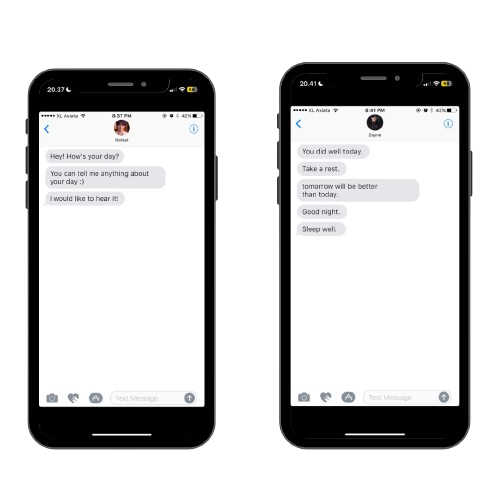 20.37
42
XL Axiata
8:37 PM
42%
Rafael
Hey! How's your day?
You can tell me anything about
your day :)
I would like to hear it!
Text Message
20.41
XL Axiata
8:41 PM
42%
Zayne
You did well today.
Take a rest.
tomorrow will be better
than today.
Good night.
Sleep well.
Text Message